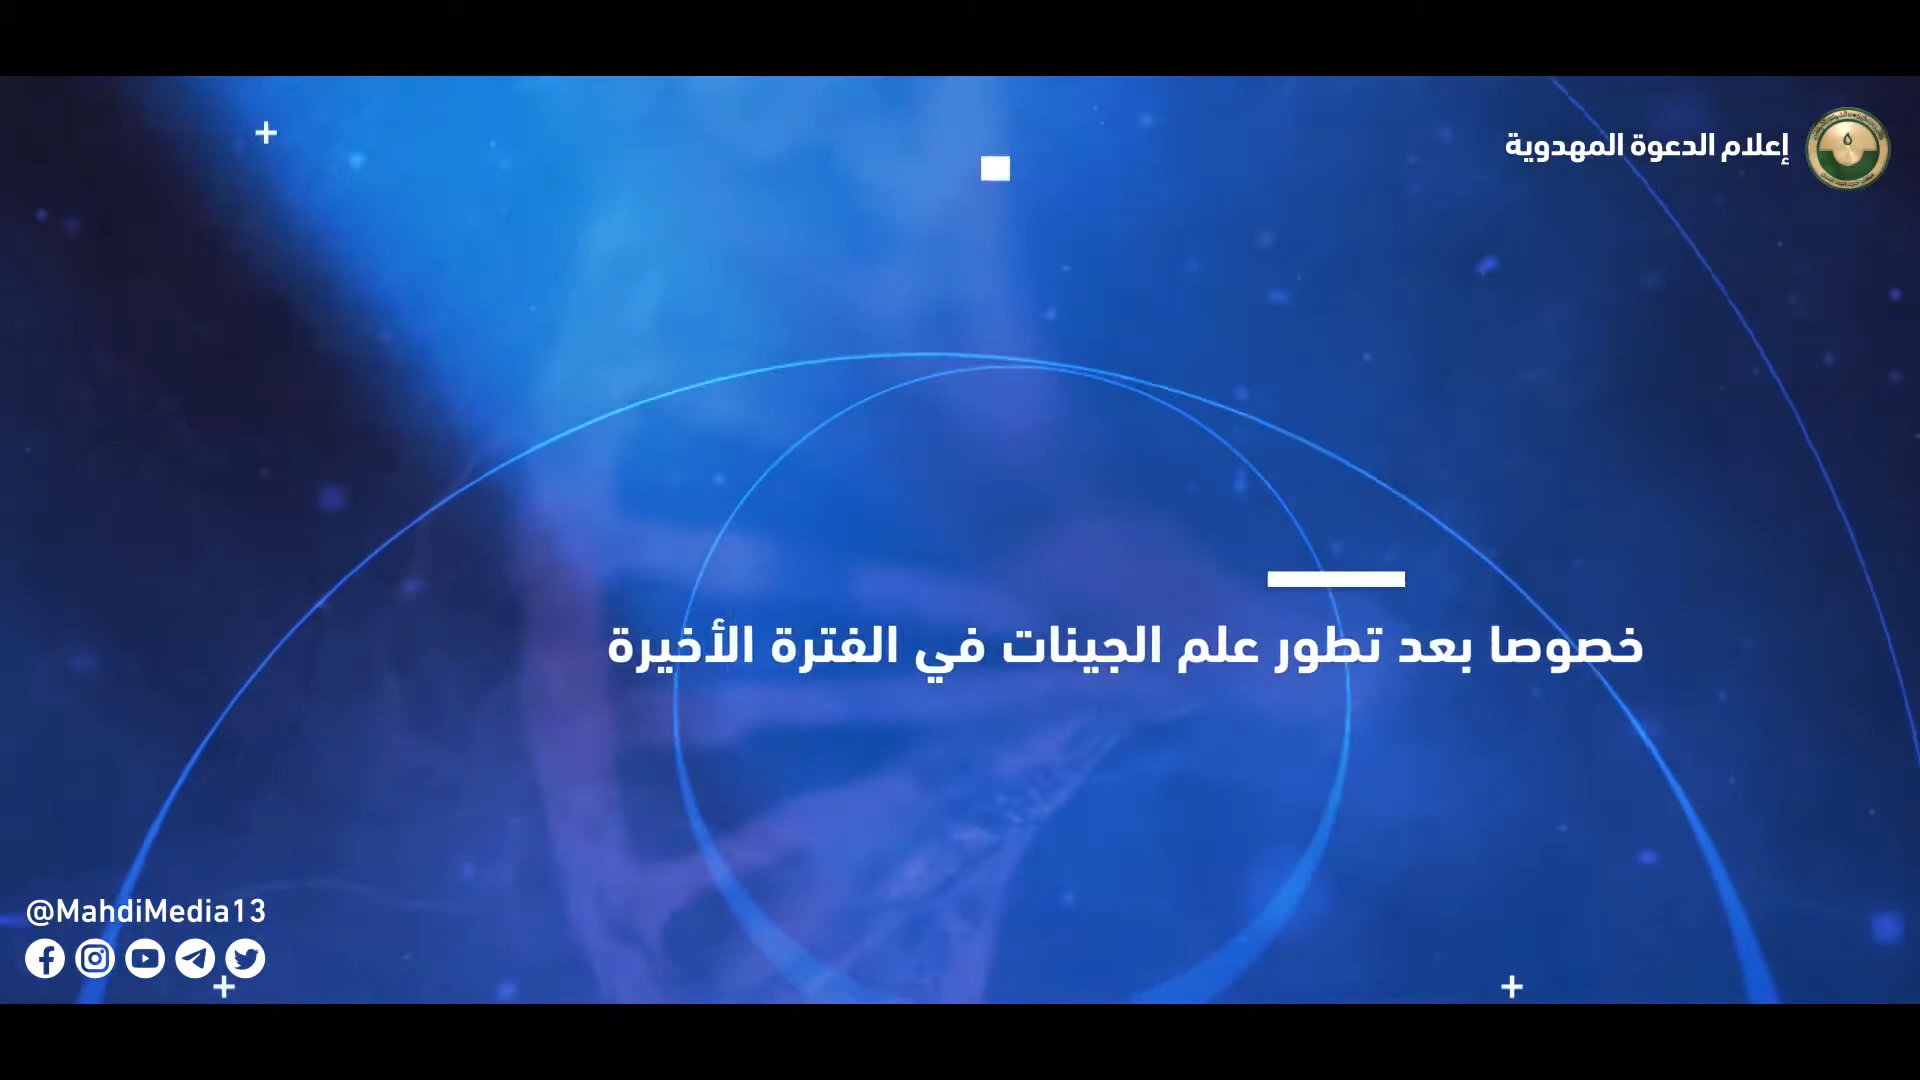 إعلام الدعوة المهدوية
خصوصا بعد تطور علم الجينات في الفترة الأخيرة
@MahdiMedia13